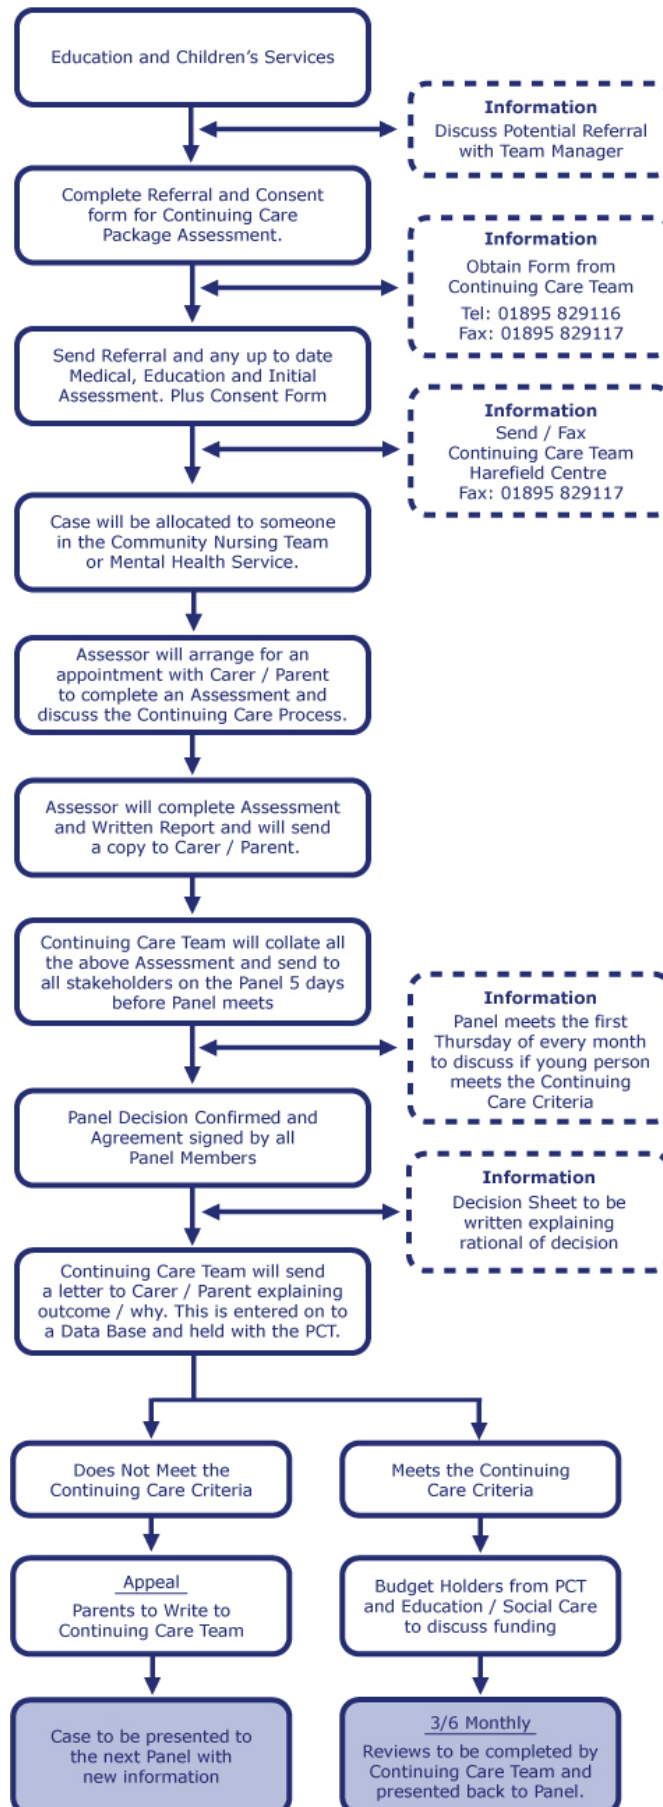 Education and Children's Services
Information
Discuss Potential Referral
with Team Manager
Complete Referral and Consent
form for Continuing Care
Package Assessment.
Information
Obtain Form from
Continuing Care Team
Tel: 01895 829116
Fax: 01895 829117
Send Referral and any up to date
Medical, Education and Initial
Assessment. Plus Consent Form
Information
Send / Fax
Continuing Care Team
Harefield Centre
Fax: 01895 829117
Case will be allocated to someone
in the Community Nursing Team
or Mental Health Service.
Assessor will arrange for an
appointment with Carer / Parent
to complete an Assessment and
discuss the Continuing Care Process.
Assessor will complete Assessment
and Written Report and will send
a copy to Carer / Parent.
Continuing Care Team will collate all
the above Assessment and send to
all stakeholders on the Panel 5 days
before Panel meets
Information
Panel meets the first
Thursday of every month
to discuss if young person
meets the Continuing
Care Criteria
Panel Decision Confirmed and
Agreement signed by all
Panel Members
Information
Decision Sheet to be
written explaining
rational of decision
Continuing Care Team will send
a letter to Carer / Parent explaining
outcome / why. This is entered on to
a Data Base and held with the PCT.
Does Not Meet the
Continuing Care Criteria
Meets the Continuing
Care Criteria
Appeal
Parents to Write to
Continuing Care Team
Budget Holders from PCT
and Education / Social Care
to discuss funding
Case to be presented to
the next Panel with
new information
3/6 Monthly
Reviews to be completed by
Continuing Care Team and
presented back to Panel.